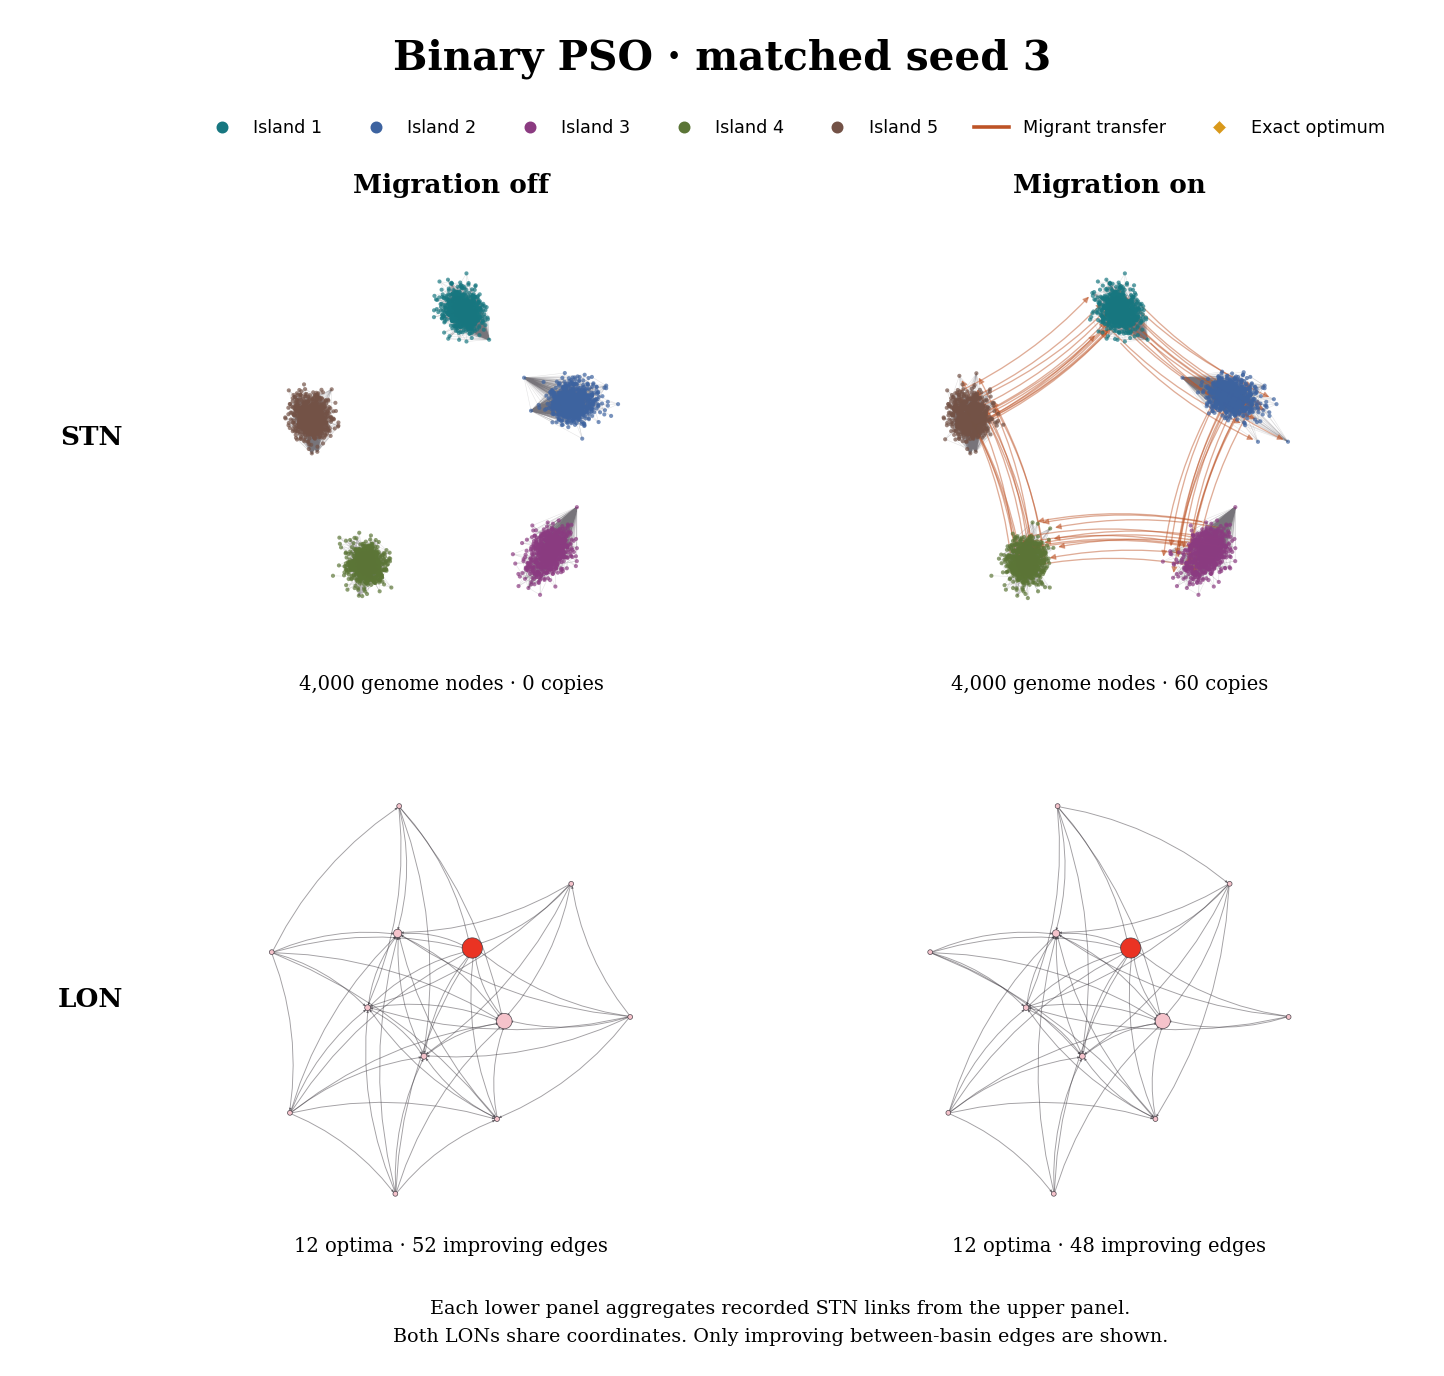 Binary PSO · matched seed 3
Island 1 Island 2 Island 3 Island 4 Island 5 Migrant transfer Exact optimum
Migration off Migration on
STN
4,000 genome nodes · 0 copies 4,000 genome nodes · 60 copies
LON
12 optima · 52 improving edges 12 optima · 48 improving edges
Each lower panel aggregates recorded STN links from the upper panel.
Both LONs share coordinates. Only improving between-basin edges are shown.